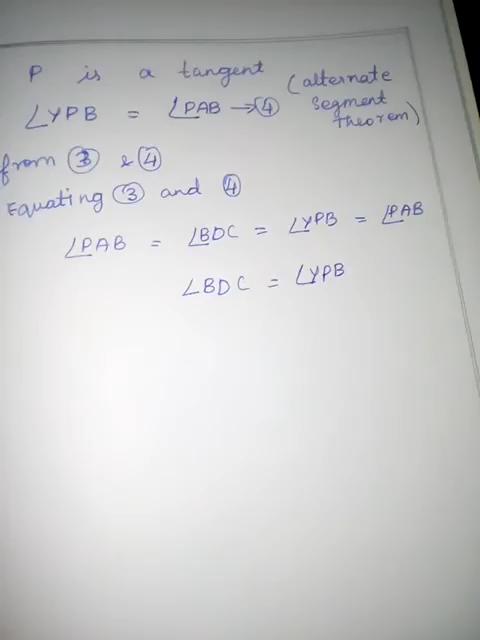 P is a tangent (alternate segment theorem)
∠YPB = ∠PAB → ④
from ③ & ④
Equating ③ and ④
∠PAB = ∠BDC = ∠YPB = ∠PAB
∠BDC = ∠YPB